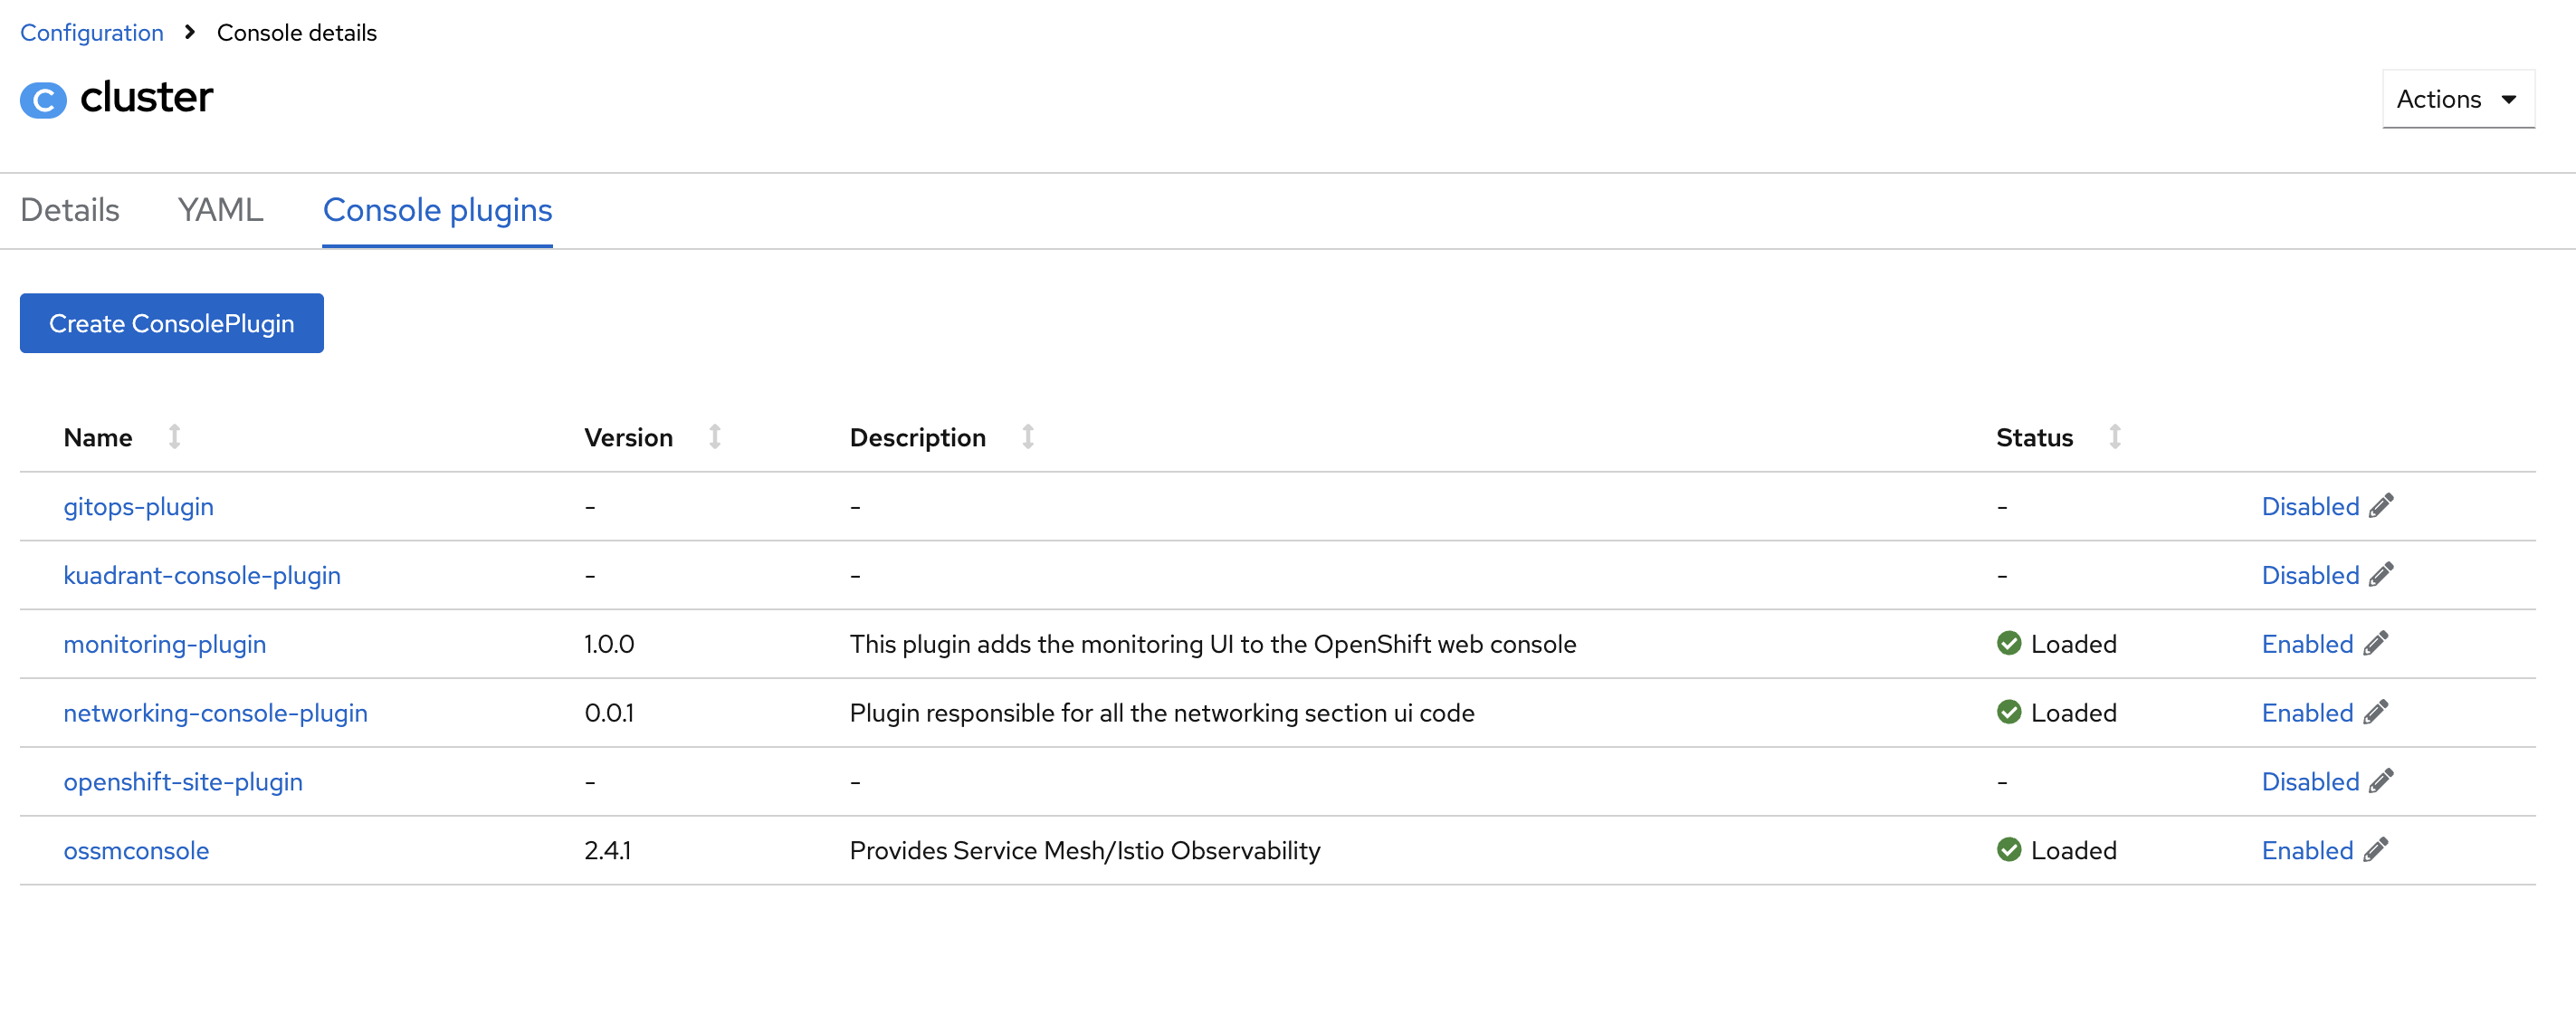 Configuration > Console details
C cluster
Actions
Details YAML Console plugins
Create ConsolePlugin
Name Version Description Status
gitops-plugin - - - Disabled
kuadrant-console-plugin - - - Disabled
monitoring-plugin 1.0.0 This plugin adds the monitoring UI to the OpenShift web console Loaded Enabled
networking-console-plugin 0.0.1 Plugin responsible for all the networking section ui code Loaded Enabled
openshift-site-plugin - - - Disabled
ossmconsole 2.4.1 Provides Service Mesh/Istio Observability Loaded Enabled